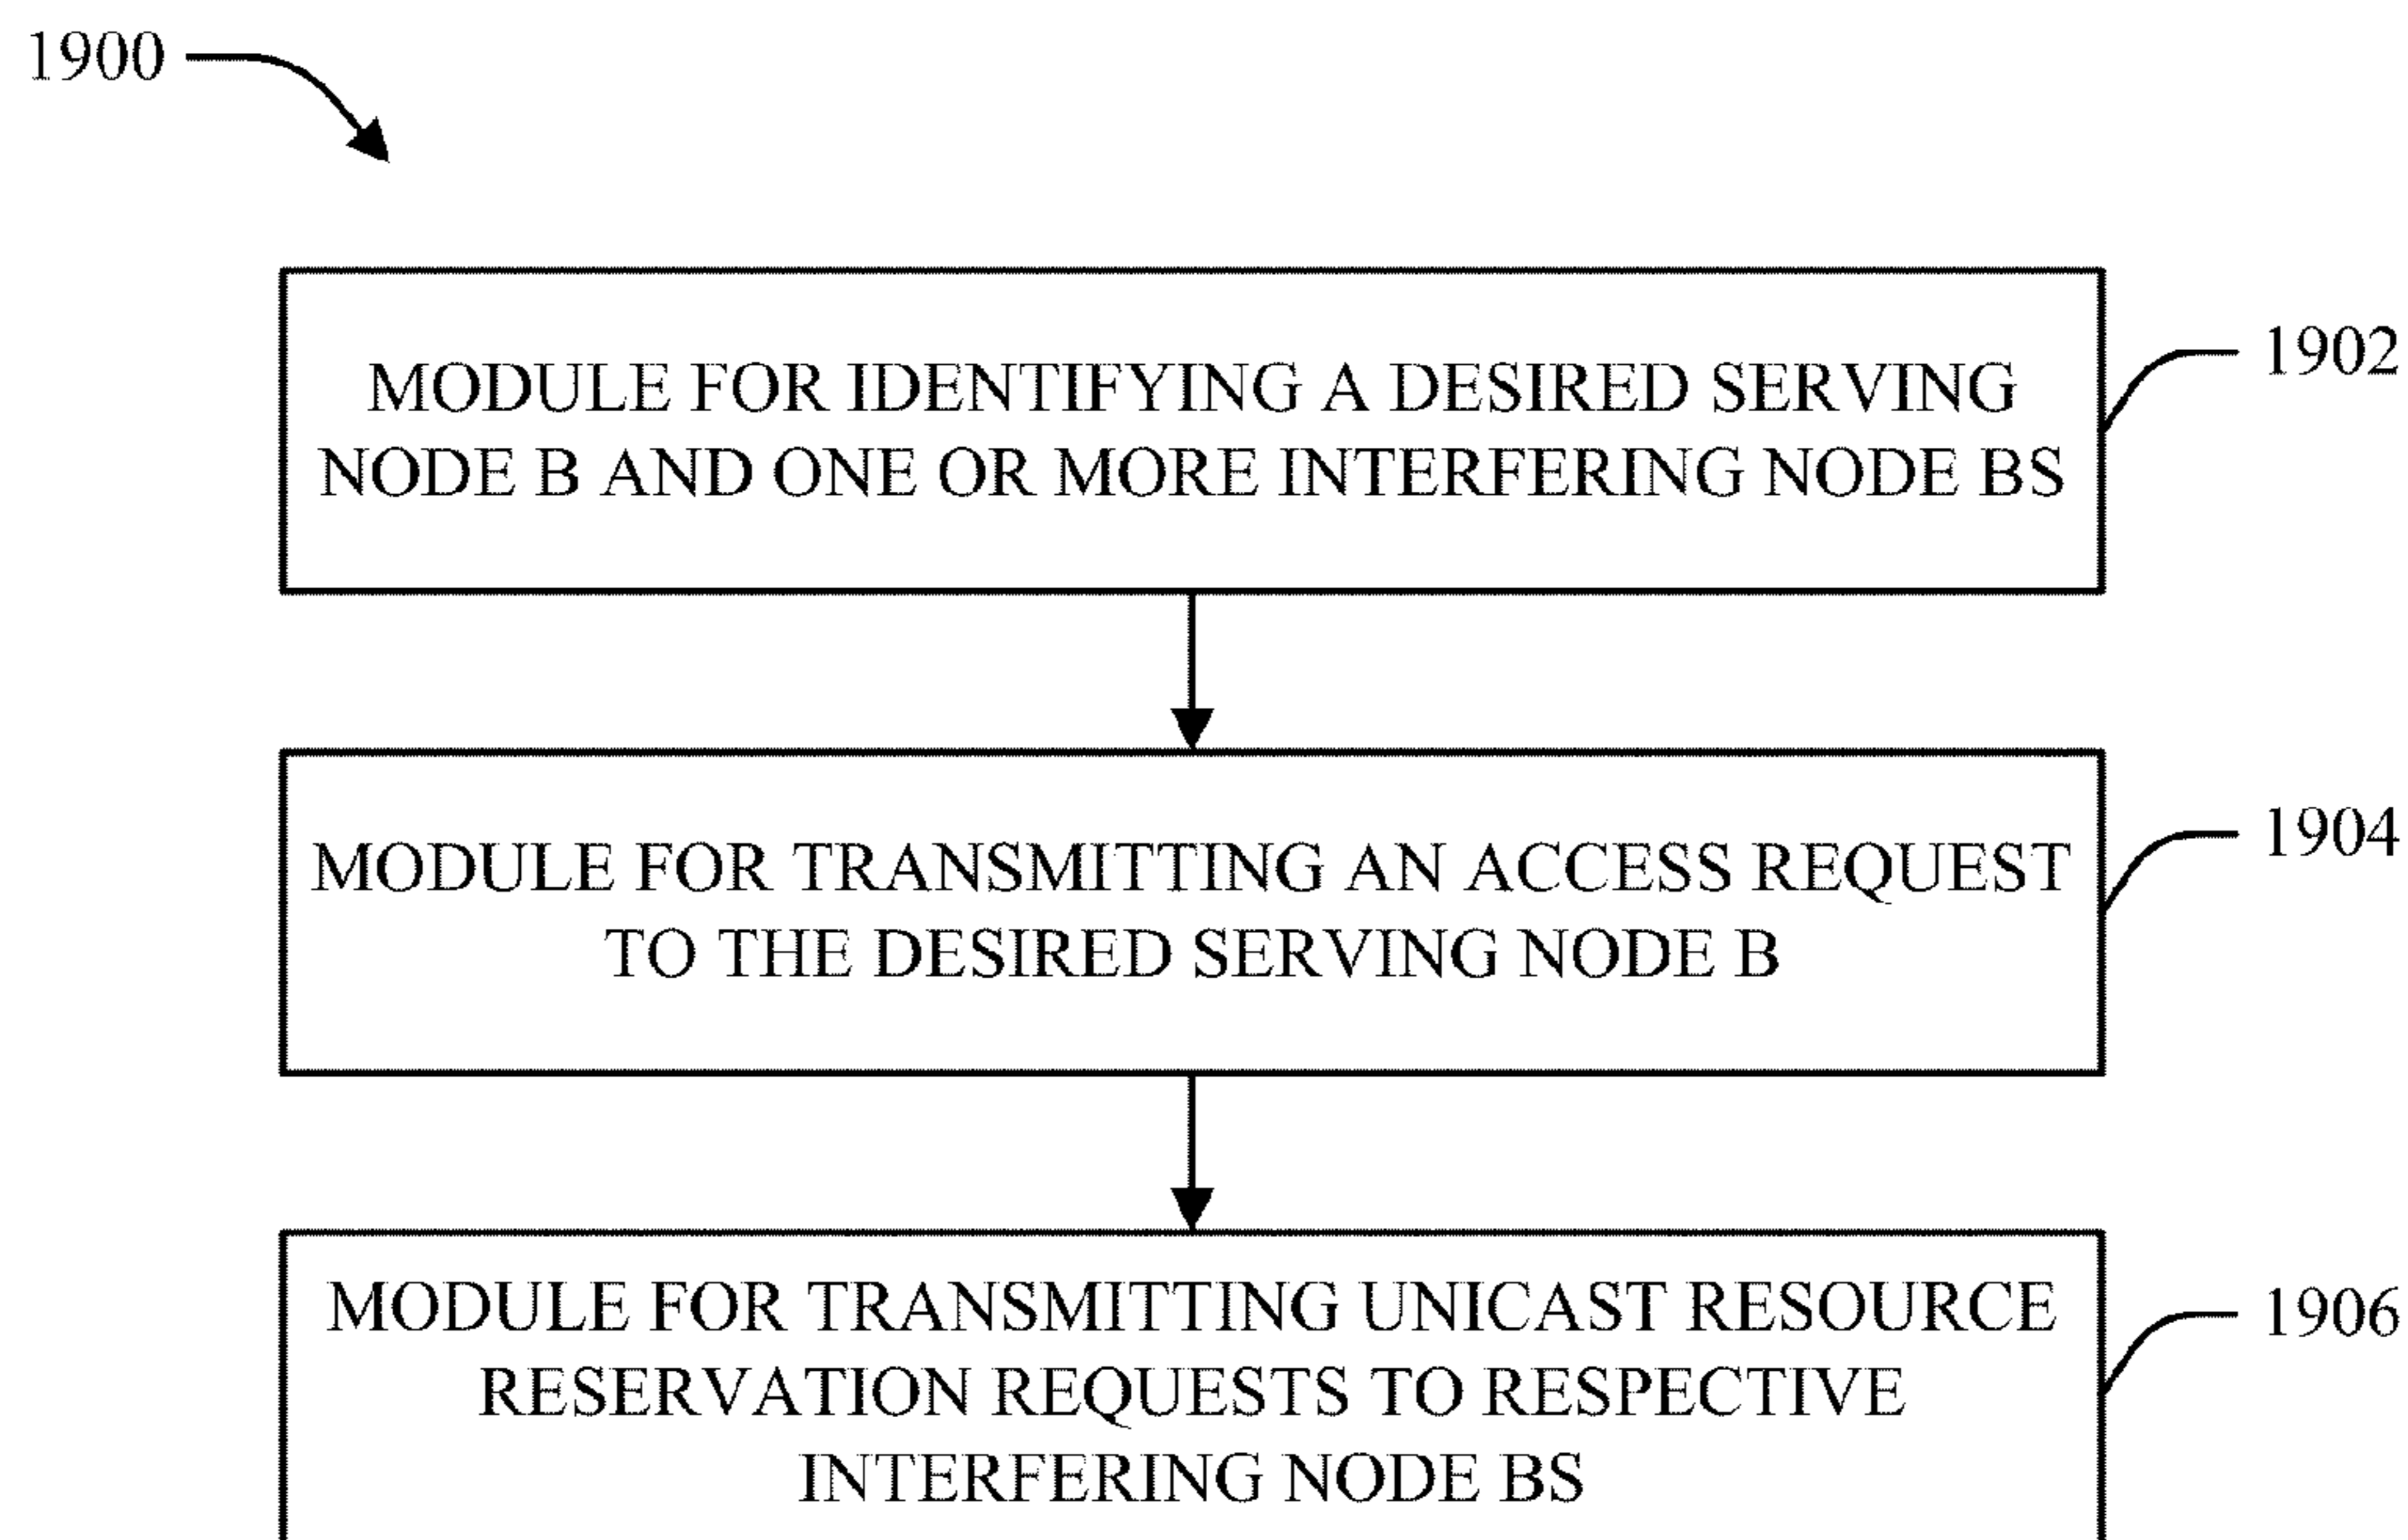 1900
MODULE FOR IDENTIFYING A DESIRED SERVING
NODE B AND ONE OR MORE INTERFERING NODE BS
1902
MODULE FOR TRANSMITTING AN ACCESS REQUEST
TO THE DESIRED SERVING NODE B
1904
MODULE FOR TRANSMITTING UNICAST RESOURCE
RESERVATION REQUESTS TO RESPECTIVE
INTERFERING NODE BS
1906